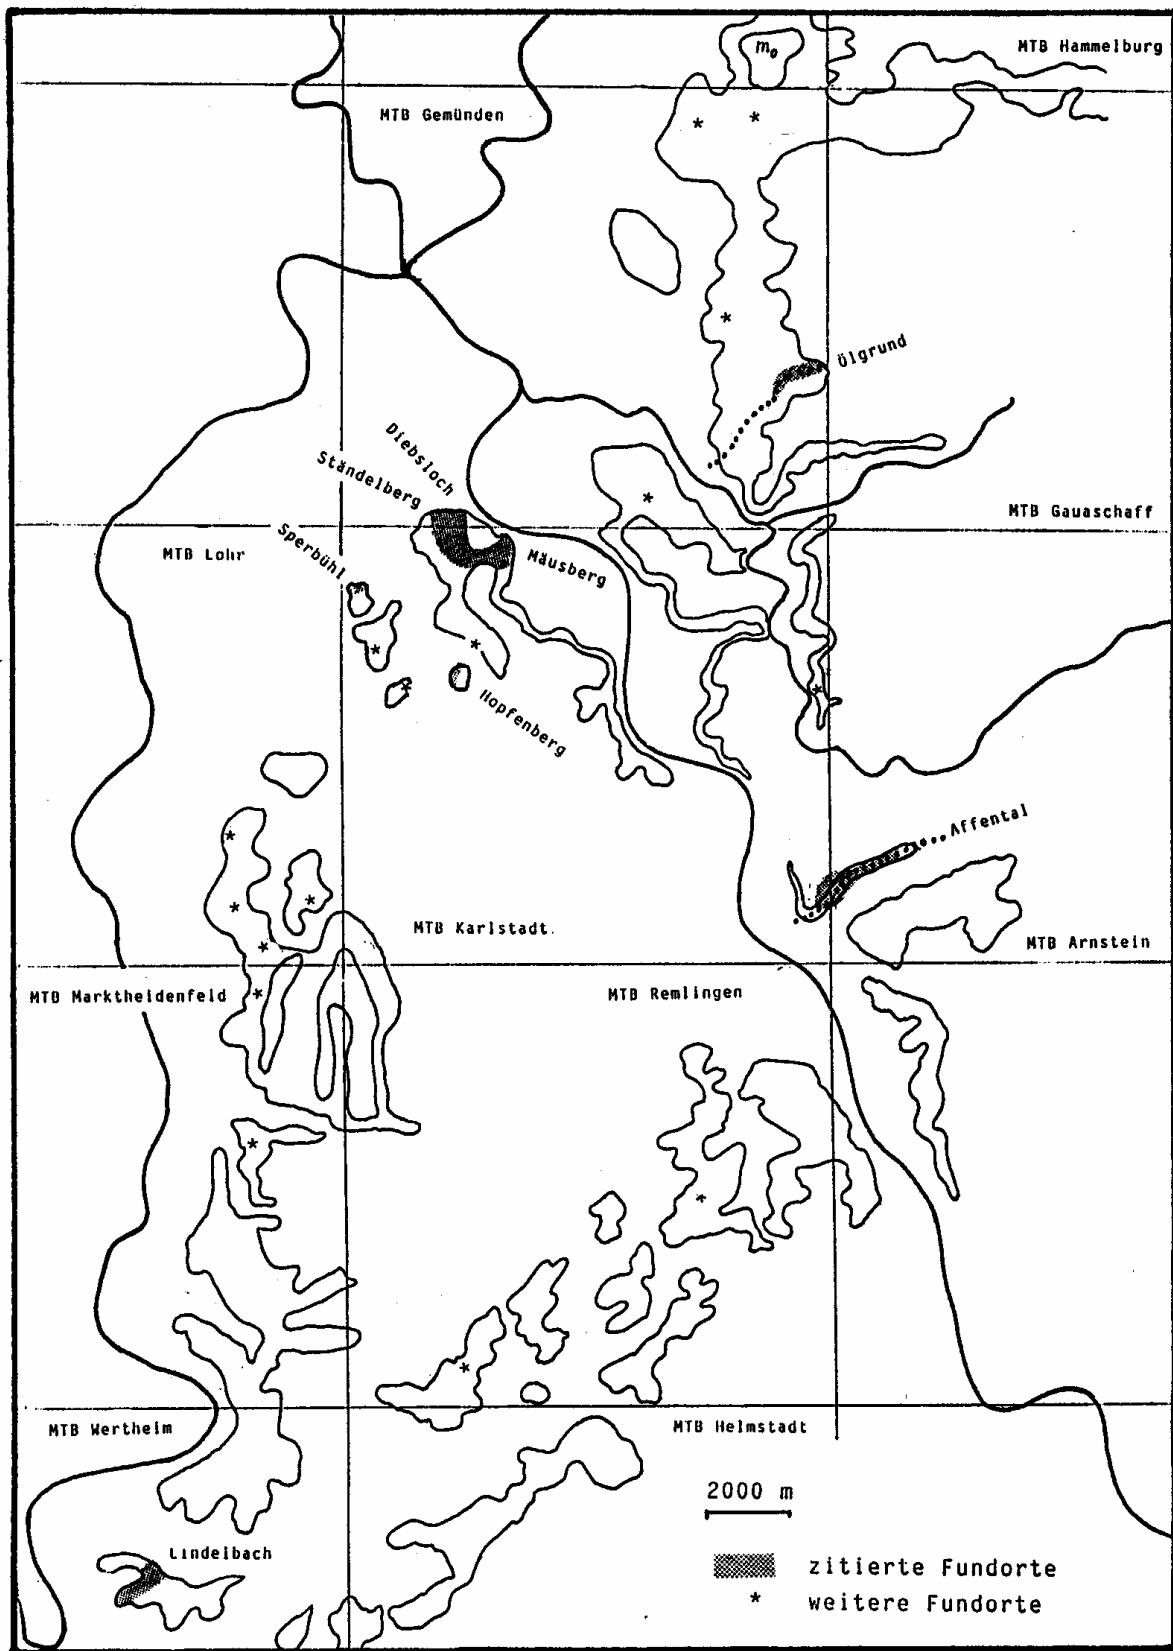 m₀
MTB Hammelburg
MTB Gemünden
Ölgrund
Diebsloch
Ständelberg
MTB Gauaschaff
Sperbühl
MTB Lohr
Mäusberg
Hopfenberg
Affental
MTB Karlstadt
MTB Arnstein
MTB Marktheidenfeld
MTB Remlingen
MTB Wertheim
MTB Helmstadt
2000 m
Lindelbach
zitierte Fundorte
* weitere Fundorte